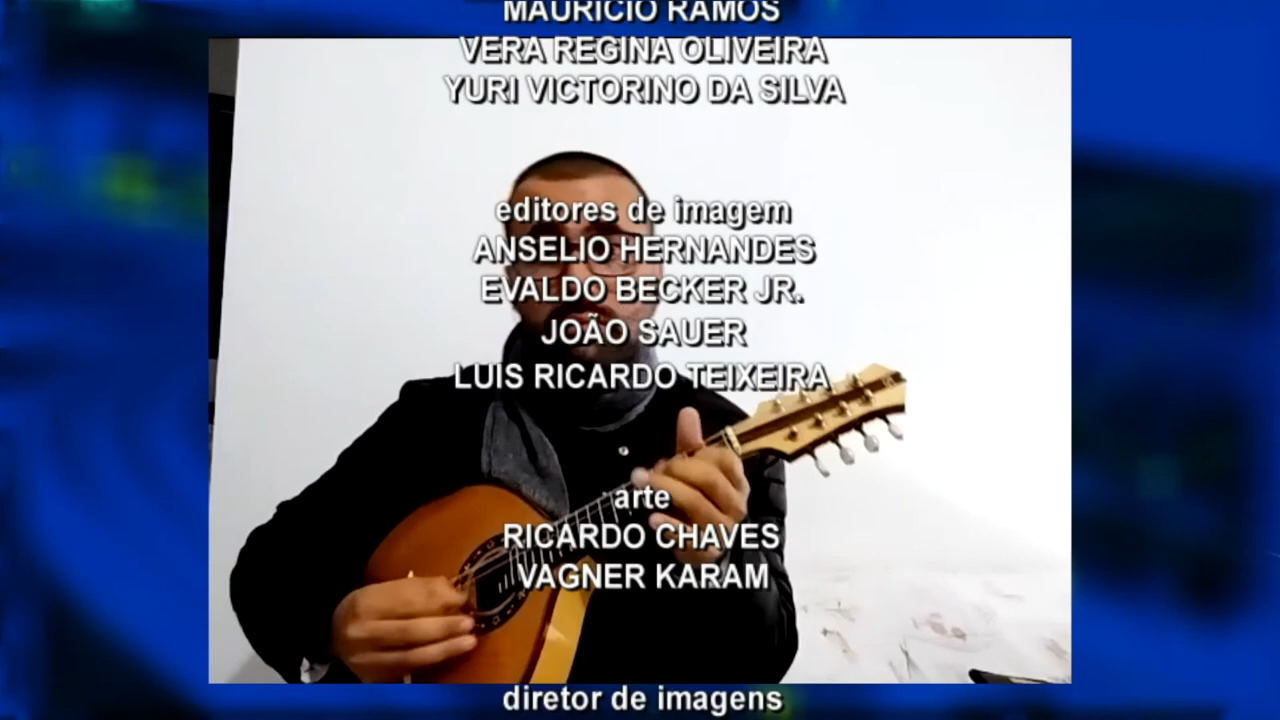 MAURICIO RAMOS
VERA REGINA OLIVEIRA
YURI VICTORINO DA SILVA
editores de imagem
ANSELIO HERNANDES
EVALDO BECKER JR.
JOÃO SAUER
LUIS RICARDO TEIXEIRA
arte
RICARDO CHAVES
VAGNER KARAM
diretor de imagens